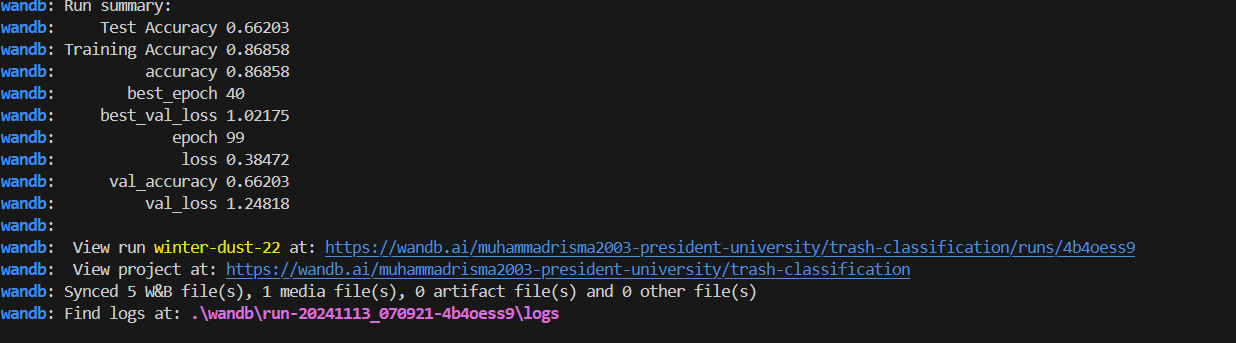 wandb: Run summary:
wandb: Test Accuracy 0.66203
wandb: Training Accuracy 0.86858
wandb: accuracy 0.86858
wandb: best_epoch 40
wandb: best_val_loss 1.02175
wandb: epoch 99
wandb: loss 0.38472
wandb: val_accuracy 0.66203
wandb: val_loss 1.24818
wandb:
wandb: View run winter-dust-22 at: https://wandb.ai/muhammadrisma2003-president-university/trash-classification/runs/4b4oess9
wandb: View project at: https://wandb.ai/muhammadrisma2003-president-university/trash-classification
wandb: Synced 5 W&B file(s), 1 media file(s), 0 artifact file(s) and 0 other file(s)
wandb: Find logs at: .\wandb\run-20241113_070921-4b4oess9\logs